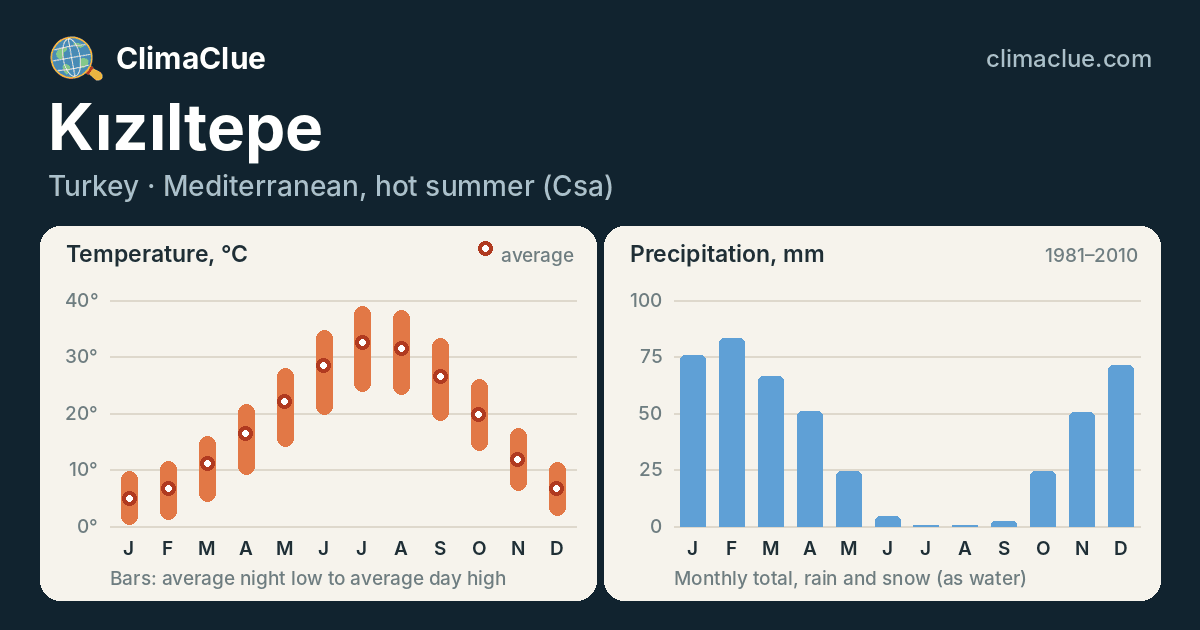 ClimaClue
climaclue.com
Kızıltepe
Turkey · Mediterranean, hot summer (Csa)
Temperature, °C
average
40°
30°
20°
10°
0°
J F M A M J J A S O N D
Bars: average night low to average day high
Precipitation, mm
1981–2010
100
75
50
25
0
J F M A M J J A S O N D
Monthly total, rain and snow (as water)